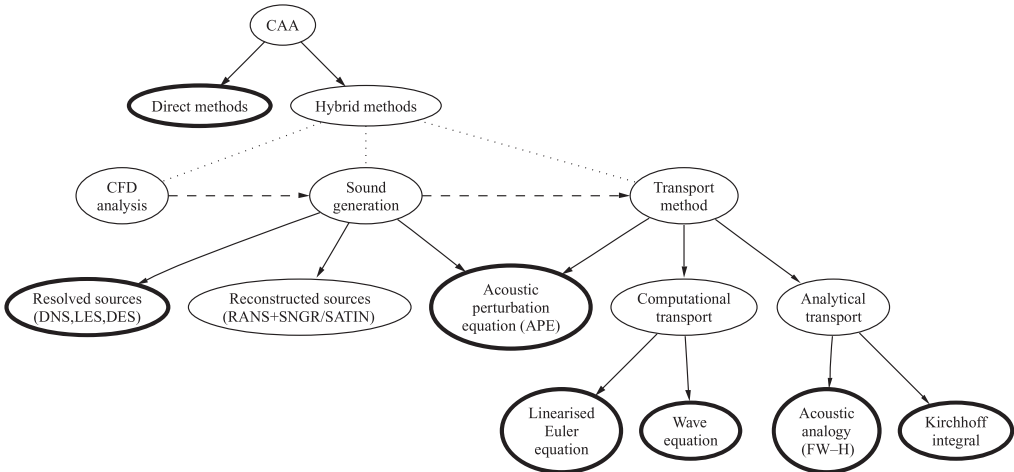 CAA
Direct methods
Hybrid methods
CFD
analysis
Sound
generation
Transport
method
Resolved sources
(DNS,LES,DES)
Reconstructed sources
(RANS+SNGR/SATIN)
Acoustic
perturbation
equation (APE)
Computational
transport
Analytical
transport
Linearised
Euler
equation
Wave
equation
Acoustic
analogy
(FW–H)
Kirchhoff
integral